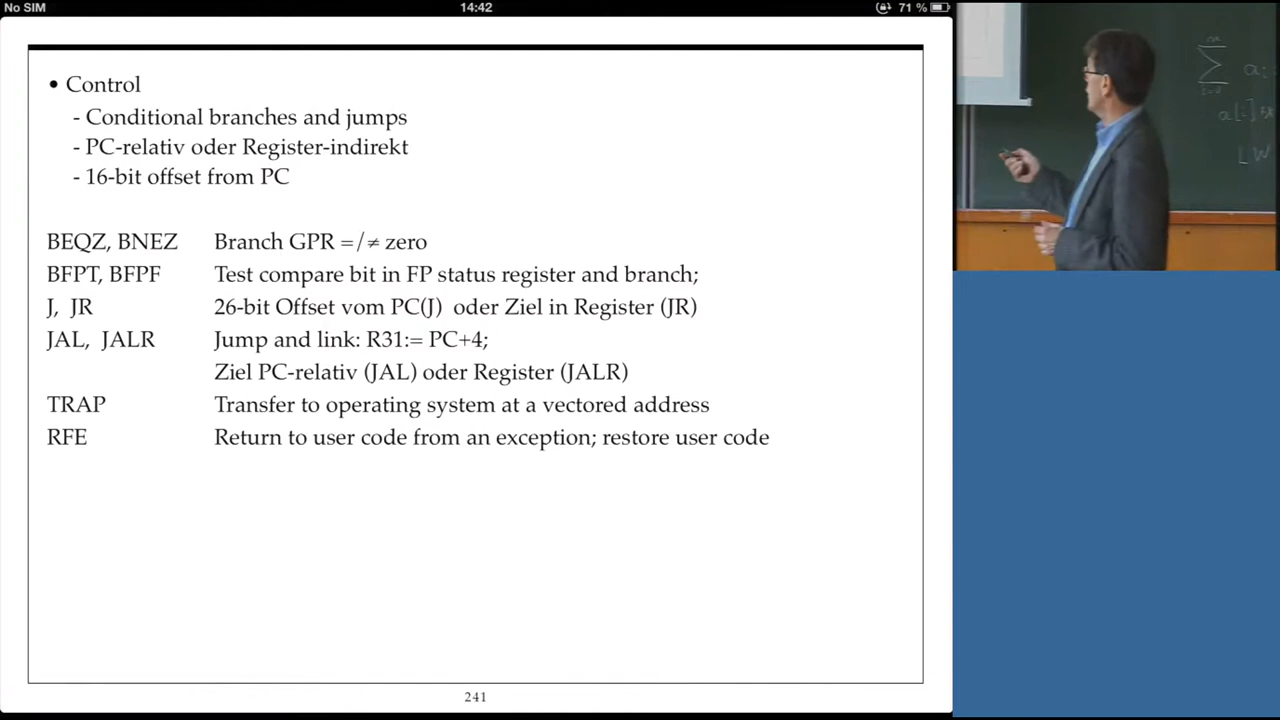 No SIM 14:42 71 %
• Control
- Conditional branches and jumps
- PC-relativ oder Register-indirekt
- 16-bit offset from PC
BEQZ, BNEZ Branch GPR =/≠ zero
BFPT, BFPF Test compare bit in FP status register and branch;
J, JR 26-bit Offset vom PC(J) oder Ziel in Register (JR)
JAL, JALR Jump and link: R31:= PC+4;
Ziel PC-relativ (JAL) oder Register (JALR)
TRAP Transfer to operating system at a vectored address
RFE Return to user code from an exception; restore user code
241
∑ a
a[i]
LW